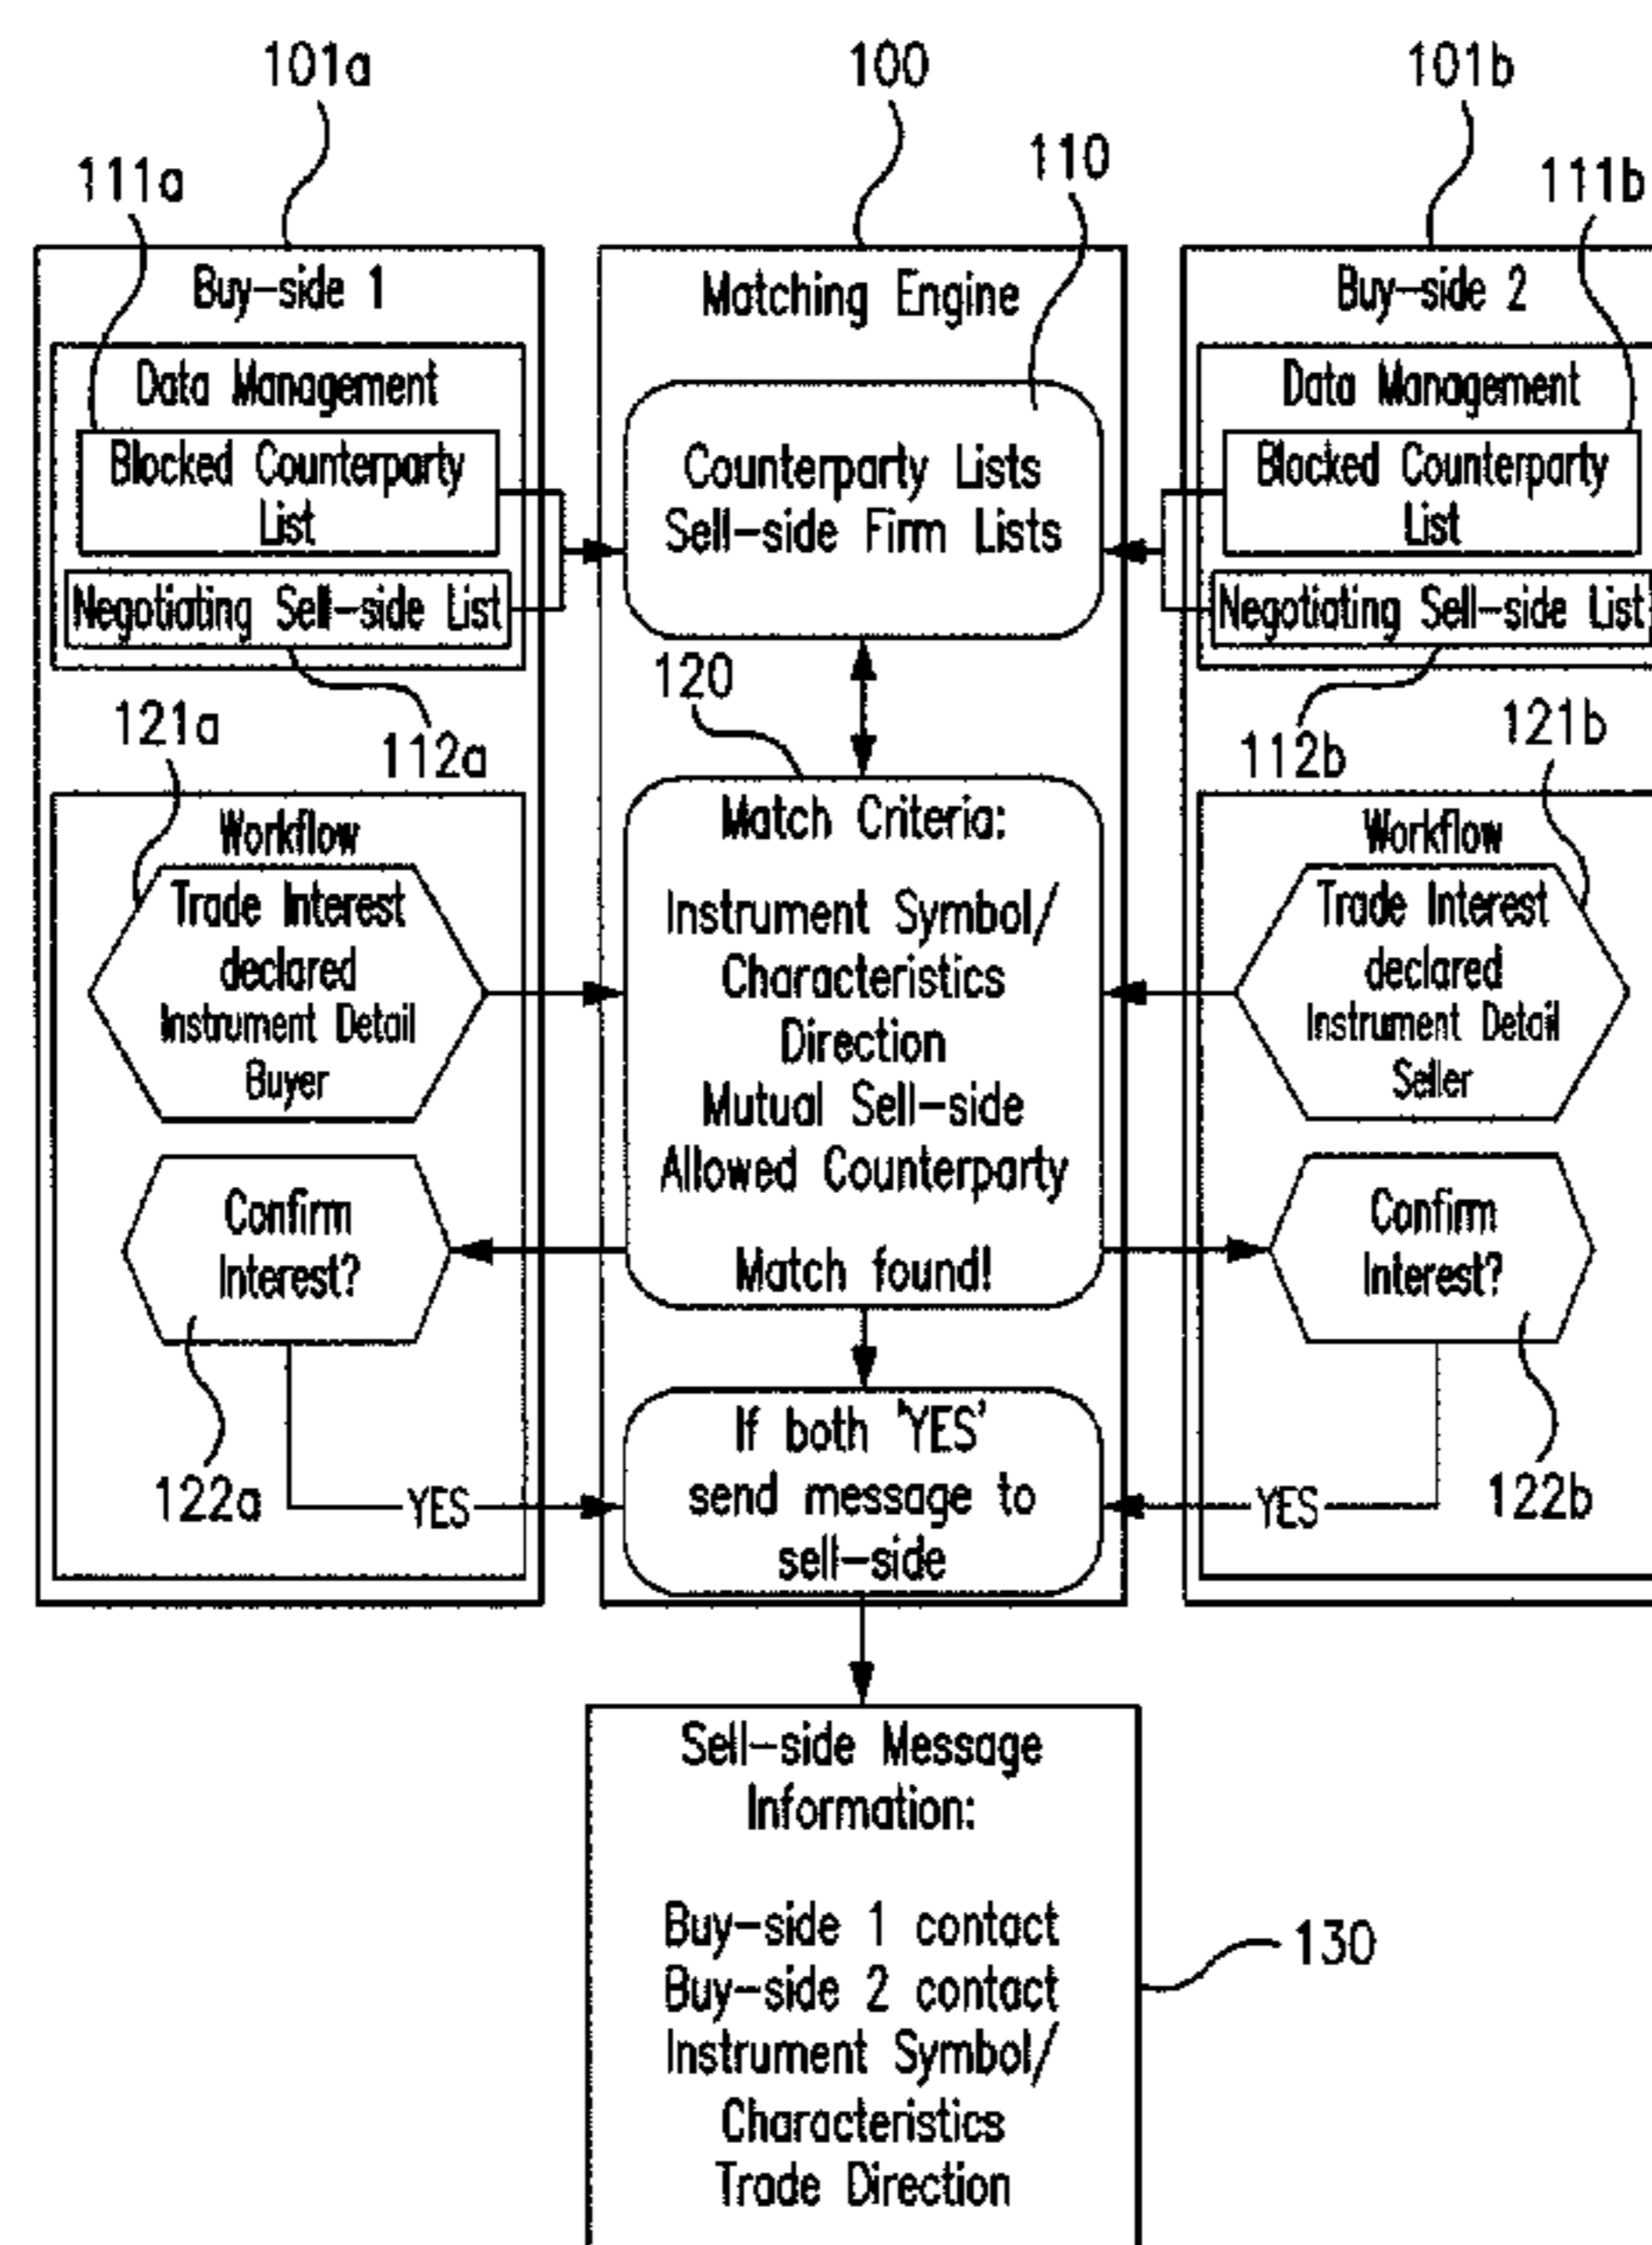 101a
100
101b
111a
110
111b
Buy-side 1
Data Management
Blocked Counterparty
List
Negotiating Sell-side List
112a
121a
Workflow
Trade Interest
declared
Instrument Detail
Buyer
Confirm
Interest?
122a
YES
Matching Engine
Counterparty Lists
Sell-side Firm Lists
120
Match Criteria:
Instrument Symbol/
Characteristics
Direction
Mutual Sell-side
Allowed Counterparty
Match found!
If both 'YES'
send message to
sell-side
Buy-side 2
Data Management
Blocked Counterparty
List
Negotiating Sell-side List
112b
121b
Workflow
Trade Interest
declared
Instrument Detail
Seller
Confirm
Interest?
122b
YES
Sell-side Message
Information:
Buy-side 1 contact
Buy-side 2 contact
Instrument Symbol/
Characteristics
Trade Direction
130